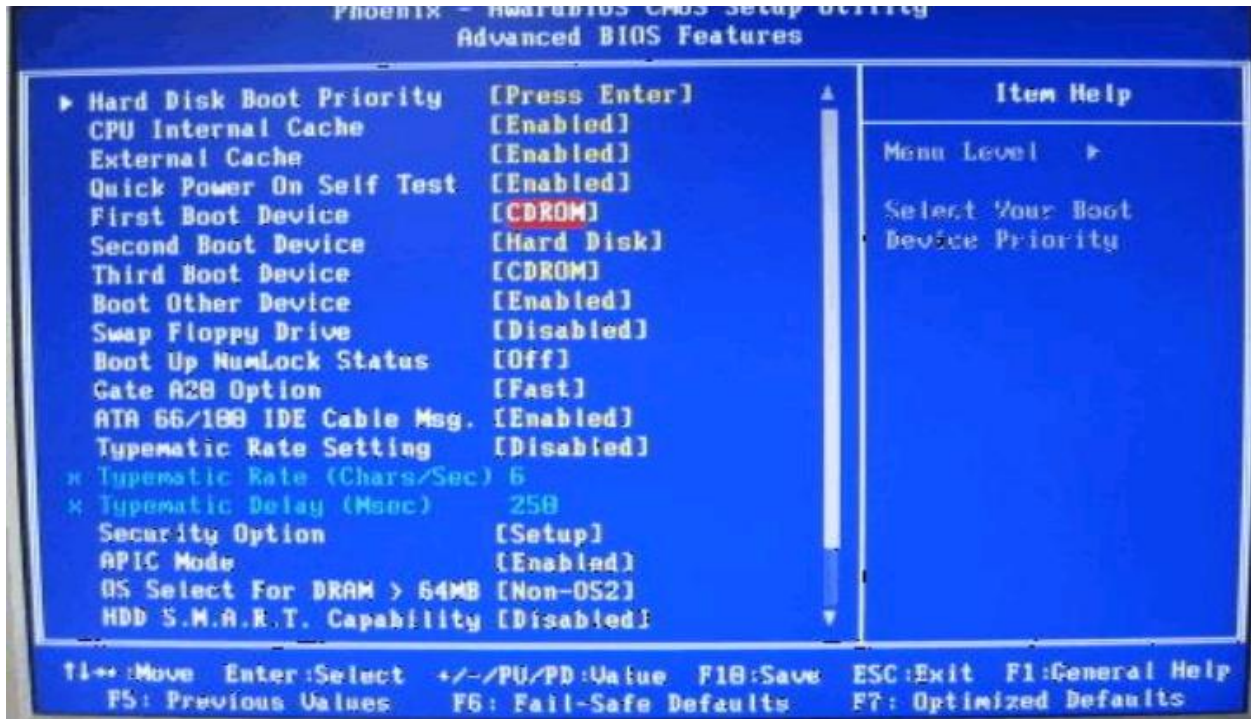 Phoenix - AwardBIOS CMOS Setup Utility
Advanced BIOS Features
Hard Disk Boot Priority [Press Enter]
CPU Internal Cache [Enabled]
External Cache [Enabled]
Quick Power On Self Test [Enabled]
First Boot Device [CDROM]
Second Boot Device [Hard Disk]
Third Boot Device [CDROM]
Boot Other Device [Enabled]
Swap Floppy Drive [Disabled]
Boot Up NumLock Status [Off]
Gate A20 Option [Fast]
ATA 66/100 IDE Cable Msg. [Enabled]
Typematic Rate Setting [Disabled]
x Typematic Rate (Chars/Sec) 6
x Typematic Delay (Msec) 250
Security Option [Setup]
APIC Mode [Enabled]
OS Select For DRAM > 64MB [Non-OS2]
HDD S.M.A.R.T. Capability [Disabled]
Item Help
Menu Level
Select Your Boot
Device Priority
↑↓→←:Move Enter:Select +/-/PU/PD:Value F10:Save ESC:Exit F1:General Help
F5: Previous Values F6: Fail-Safe Defaults F7: Optimized Defaults